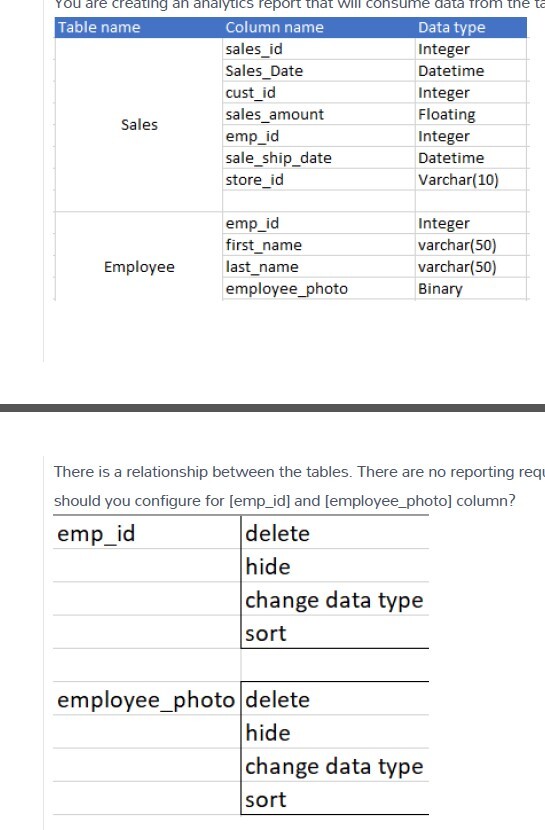 You are creating an analytics report that will consume data from the
Table name Column name Data type
sales_id Integer
Sales_Date Datetime
cust_id Integer
Sales
sales_amount Floating
emp_id Integer
sale_ship_date Datetime
store_id Varchar(10)
emp_id Integer
first_name varchar(50)
Employee last_name varchar(50)
employee_photo Binary
There is a relationship between the tables. There are no reporting
should you configure for [emp_id] and [employee_photo] column?
emp_id delete
hide
change data type
sort
employee_photo delete
hide
change data type
sort